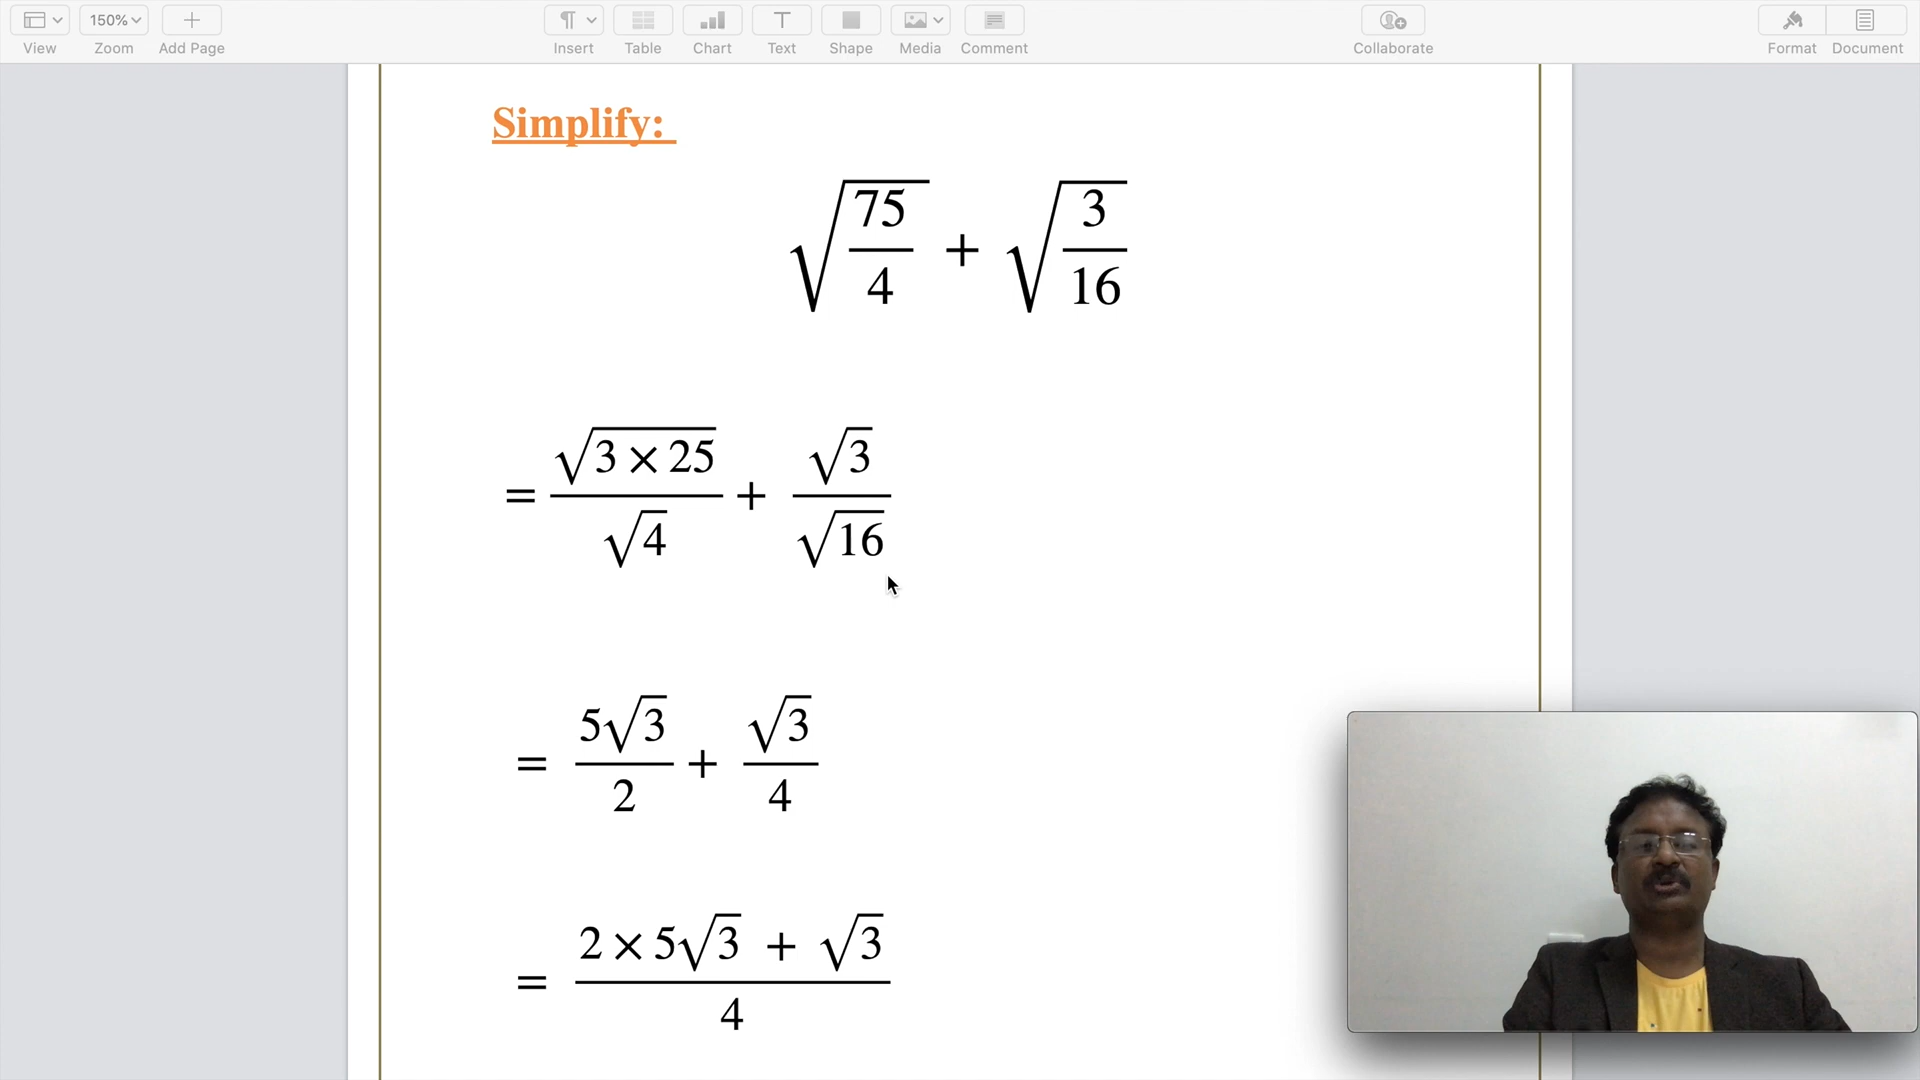 150%
View Zoom Add Page Insert Table Chart Text Shape Media Comment Collaborate Format Document
Simplify:
√(75/4) + √(3/16)
= √(3 × 25)/√4 + √3/√16
= 5√3/2 + √3/4
= (2 × 5√3 + √3)/4